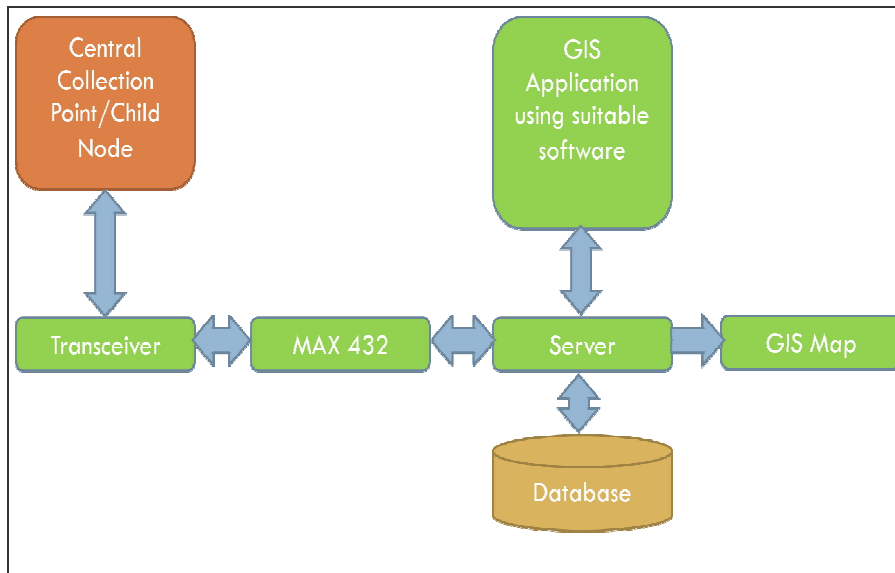 Central
Collection
Point/Child
Node
GIS
Application
using suitable
software
Transceiver
MAX 432
Server
GIS Map
Database